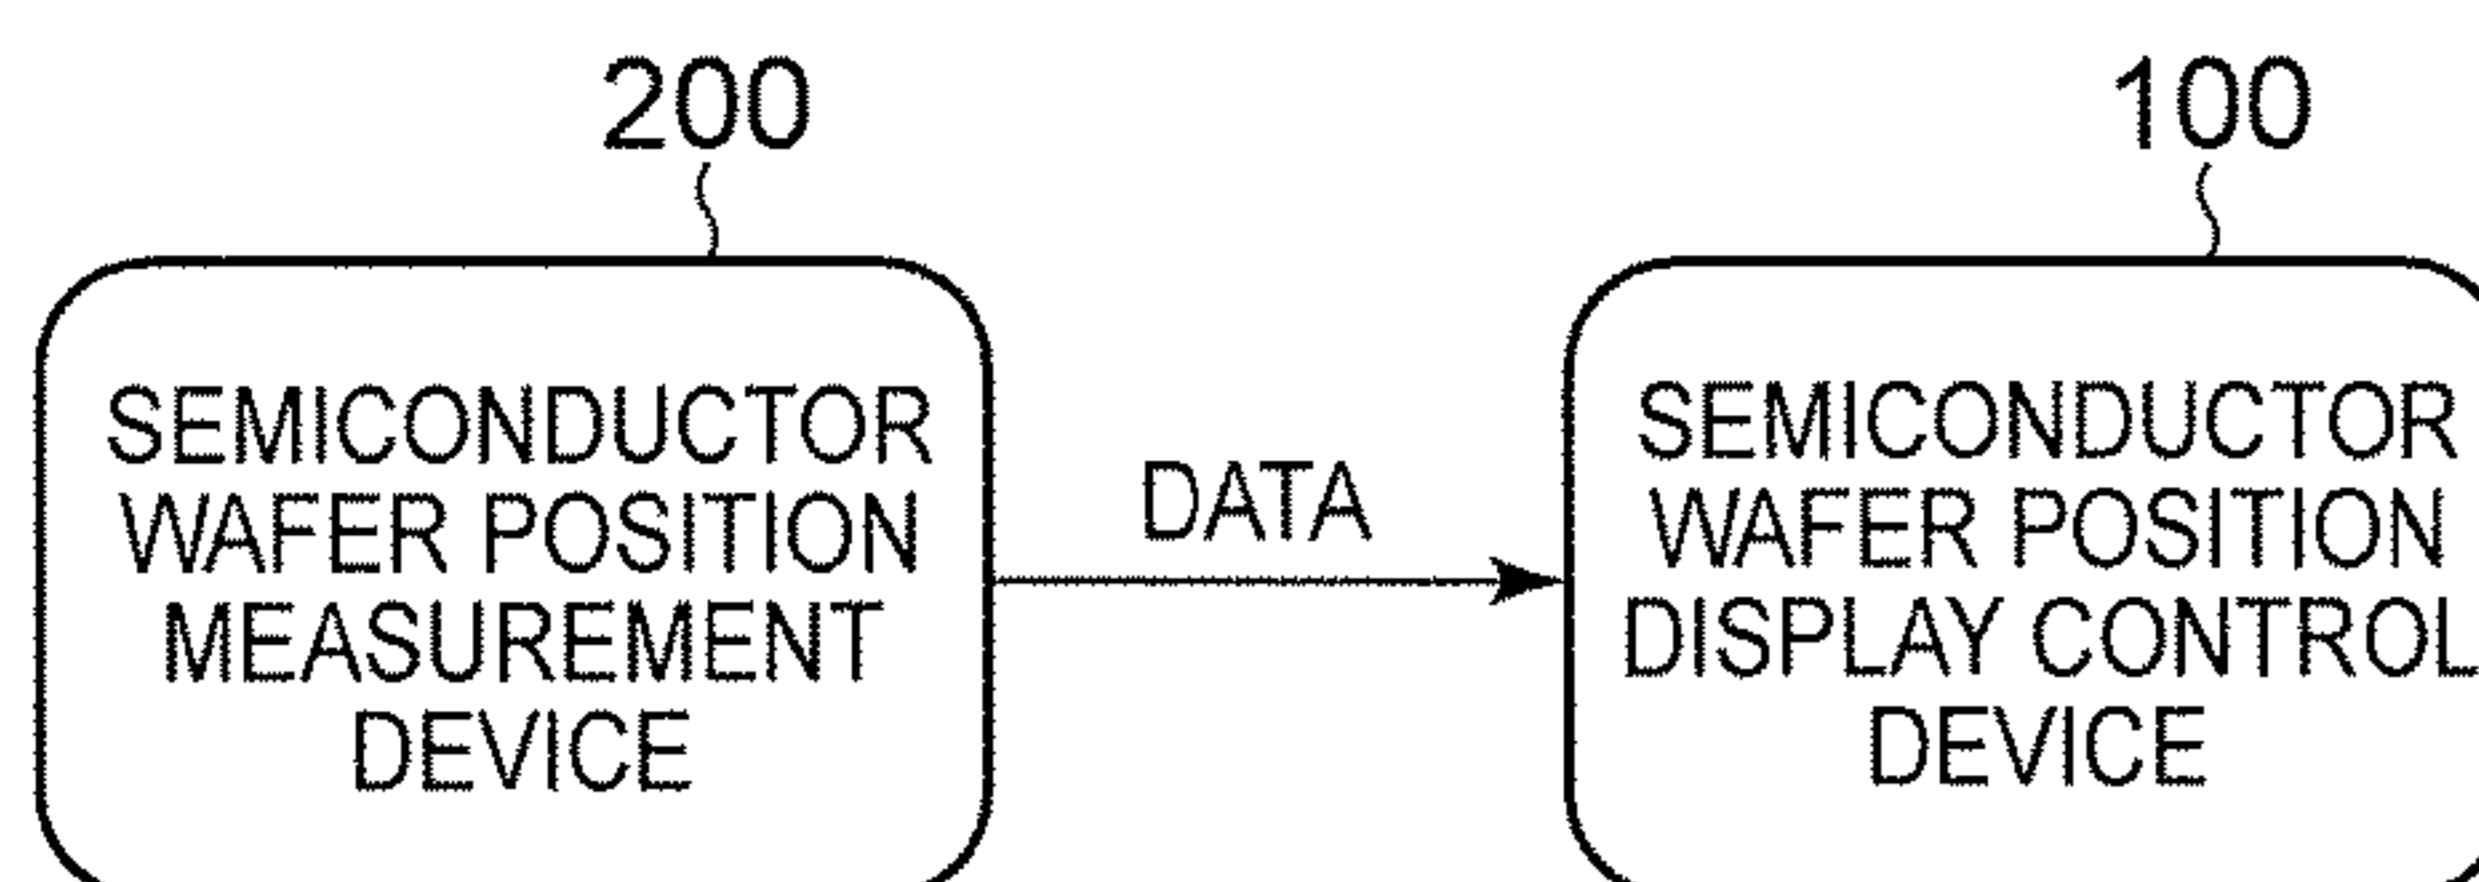 200
100
SEMICONDUCTOR
WAFER POSITION
MEASUREMENT
DEVICE
DATA
SEMICONDUCTOR
WAFER POSITION
DISPLAY CONTROL
DEVICE